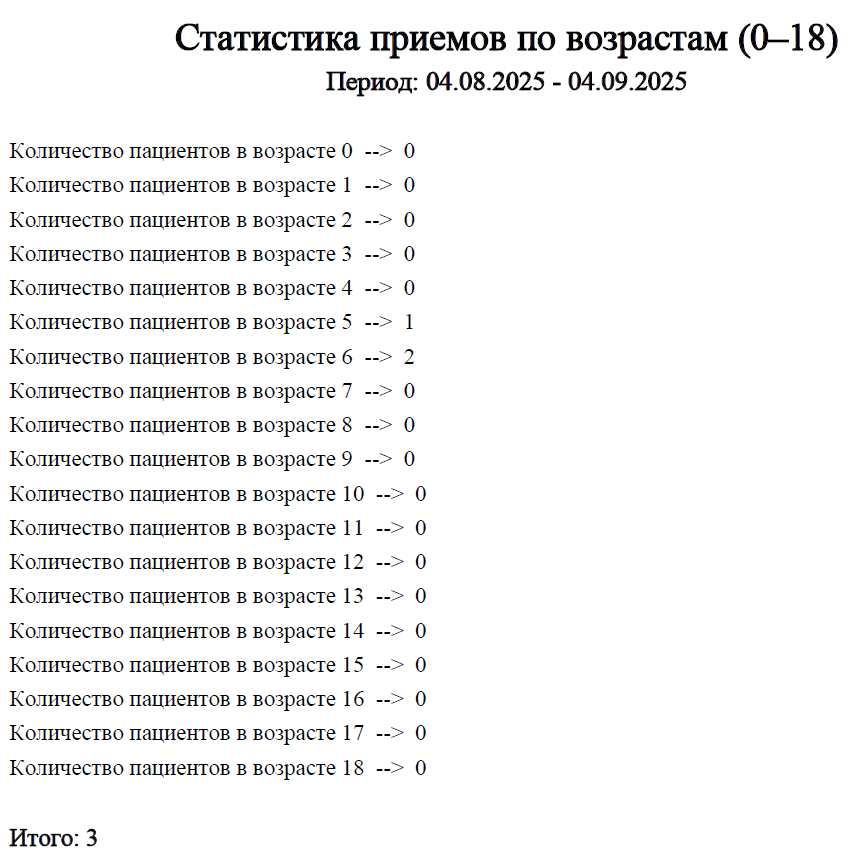 Статистика приемов по возрастам (0–18)
Период: 04.08.2025 - 04.09.2025
Количество пациентов в возрасте 0 --> 0
Количество пациентов в возрасте 1 --> 0
Количество пациентов в возрасте 2 --> 0
Количество пациентов в возрасте 3 --> 0
Количество пациентов в возрасте 4 --> 0
Количество пациентов в возрасте 5 --> 1
Количество пациентов в возрасте 6 --> 2
Количество пациентов в возрасте 7 --> 0
Количество пациентов в возрасте 8 --> 0
Количество пациентов в возрасте 9 --> 0
Количество пациентов в возрасте 10 --> 0
Количество пациентов в возрасте 11 --> 0
Количество пациентов в возрасте 12 --> 0
Количество пациентов в возрасте 13 --> 0
Количество пациентов в возрасте 14 --> 0
Количество пациентов в возрасте 15 --> 0
Количество пациентов в возрасте 16 --> 0
Количество пациентов в возрасте 17 --> 0
Количество пациентов в возрасте 18 --> 0
Итого: 3